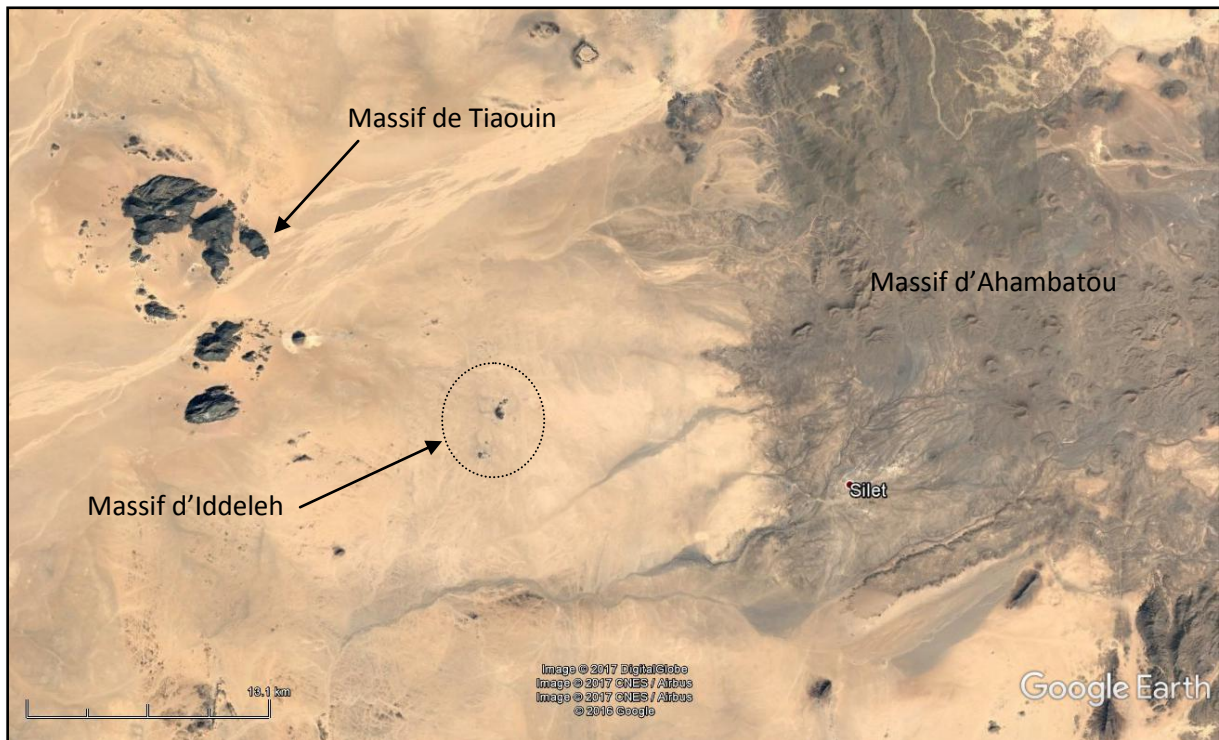 Massif de Tiaouin
Massif d’Ahambatou
Massif d’Iddeleh
Silet
13.1 km
Image © 2017 DigitalGlobe
Image © 2017 CNES / Airbus
Image © 2017 CNES / Airbus
© 2016 Google
Google Earth